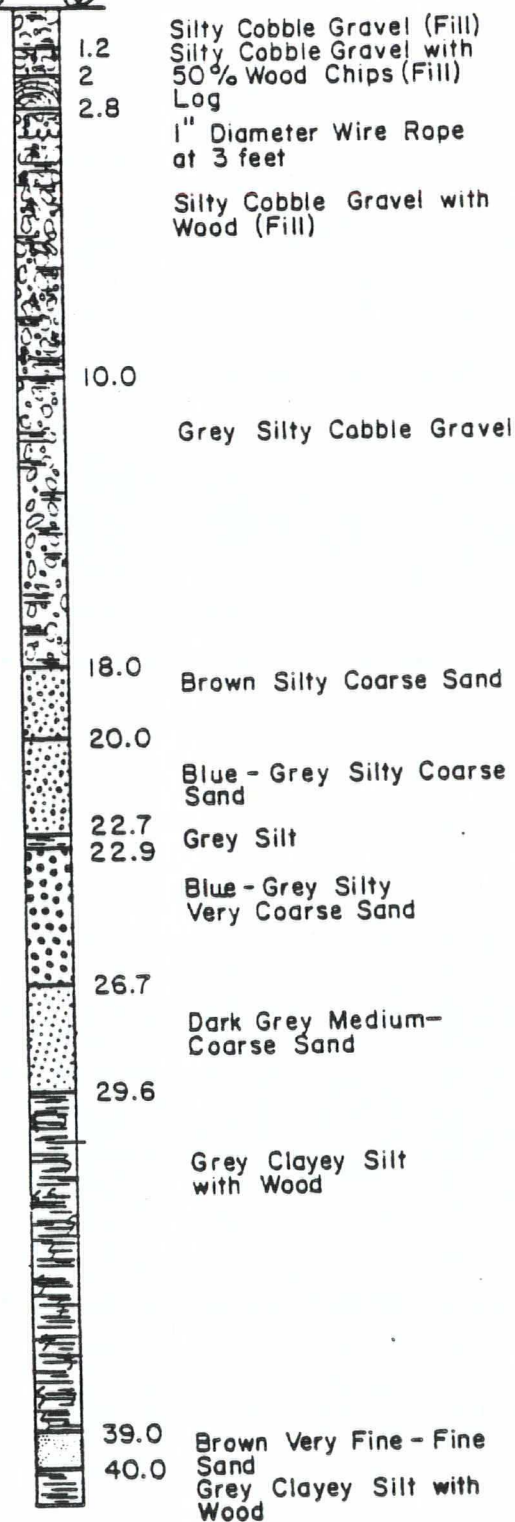 Silty Cobble Gravel (Fill)
1.2 Silty Cobble Gravel with
2 50% Wood Chips (Fill)
2.8 Log
1" Diameter Wire Rope
at 3 feet
Silty Cobble Gravel with
Wood (Fill)
10.0
Grey Silty Cobble Gravel
18.0
Brown Silty Coarse Sand
20.0
Blue-Grey Silty Coarse
Sand
22.7
Grey Silt
22.9
Blue-Grey Silty
Very Coarse Sand
26.7
Dark Grey Medium-
Coarse Sand
29.6
Grey Clayey Silt
with Wood
39.0 Brown Very Fine-Fine
Sand
40.0
Grey Clayey Silt with
Wood